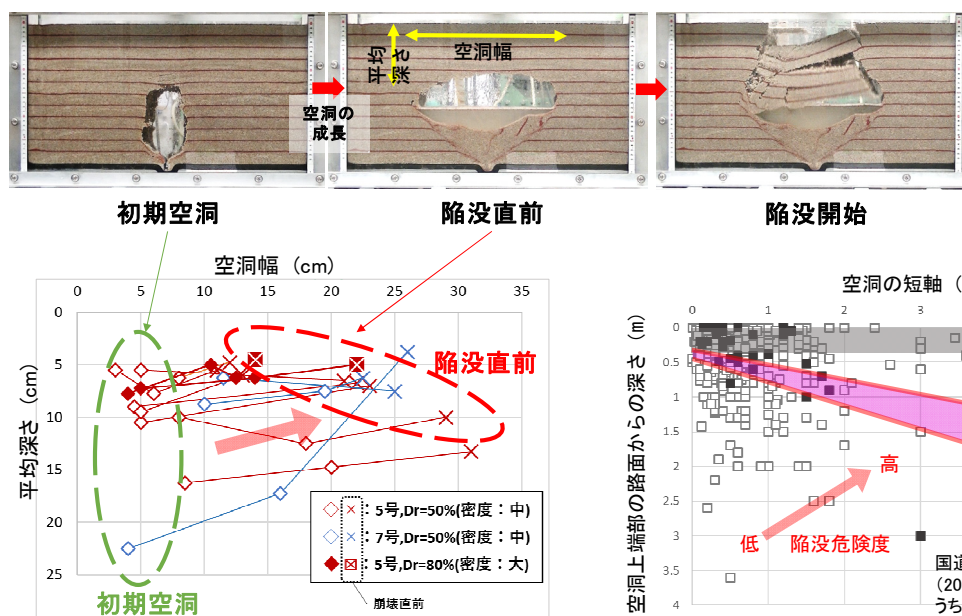 平均
深さ
空洞幅
空洞の
成長
初期空洞
陥没直前
陥没開始
空洞幅（cm）
0 5 10 15 20 25 30 35
0
5
10
15
20
25
平均深さ（cm）
陥没直前
初期空洞
：5号,Dr=50%(密度：中)
：7号,Dr=50%(密度：中)
：5号,Dr=80%(密度：大)
崩壊直前
空洞の短軸（
0 1 2 3
0
0.5
1
1.5
2
2.5
3
3.5
4
空洞上端部の路面からの深さ（m）
高
低 陥没危険度
国道
（20
うち